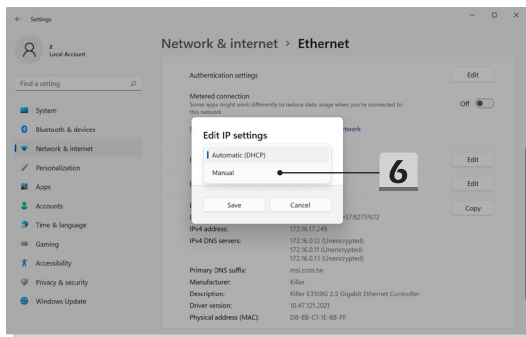 Settings
z
Local Account
Find a setting
System
Bluetooth & devices
Network & internet
Personalization
Apps
Accounts
Time & language
Gaming
Accessibility
Privacy & security
Windows Update
Network & internet > Ethernet
Authentication settings
Edit
Metered connection
Some apps might work differently to reduce data usage when you're connected to
this network
Off
Edit IP settings
Automatic (DHCP)
Manual
6
Save
Cancel
Edit
Edit
Copy
IPv4 address: 172.16.17.249
IPv4 DNS servers: 172.16.0.12 (Unencrypted)
172.16.0.11 (Unencrypted)
172.16.0.13 (Unencrypted)
Primary DNS suffix: msi.com.tw
Manufacturer: Killer
Description: Killer E3100G 2.5 Gigabit Ethernet Controller
Driver version: 10.47.121.2021
Physical address (MAC): D8-BB-C1-1E-8B-FF